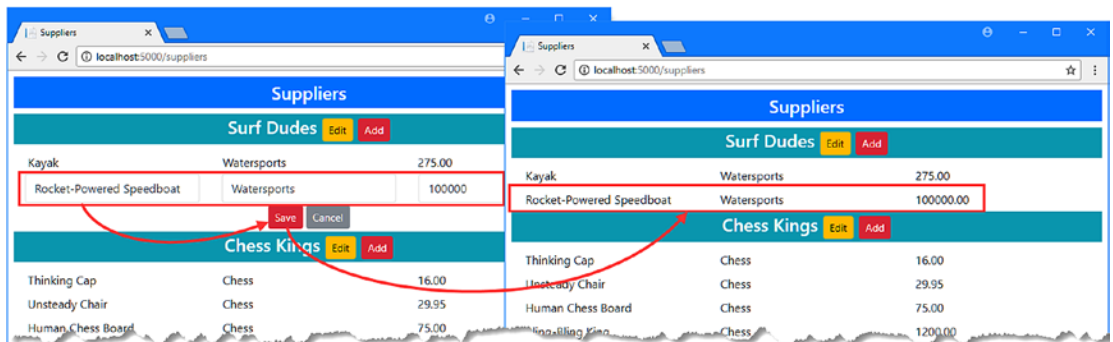 Suppliers
localhost:5000/suppliers
Suppliers
Surf Dudes Edit Add
Kayak Watersports 275.00
Rocket-Powered Speedboat Watersports 100000
Save Cancel
Chess Kings Edit Add
Thinking Cap Chess 16.00
Unsteady Chair Chess 29.95
Human Chess Board Chess 75.00
Suppliers
localhost:5000/suppliers
Suppliers
Surf Dudes Edit Add
Kayak Watersports 275.00
Rocket-Powered Speedboat Watersports 100000.00
Chess Kings Edit Add
Thinking Cap Chess 16.00
Unsteady Chair Chess 29.95
Human Chess Board Chess 75.00
Bling-Bling King Chess 1200.00